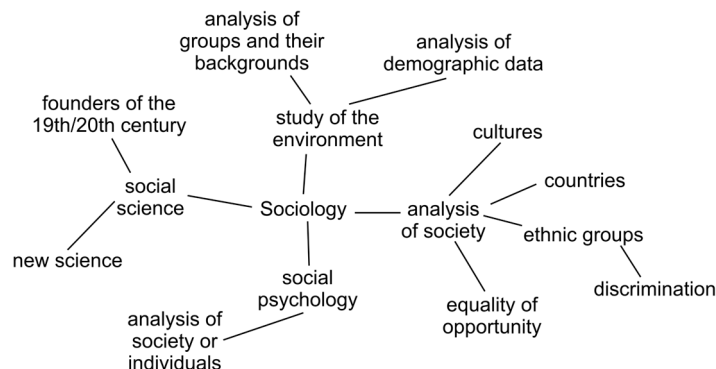 analysis of
groups and their
backgrounds
analysis of
demographic data
founders of the
19th/20th century
study of the
environment
cultures
social
science
Sociology
analysis
of society
countries
ethnic groups
new science
social
psychology
discrimination
equality of
opportunity
analysis of
society or
individuals